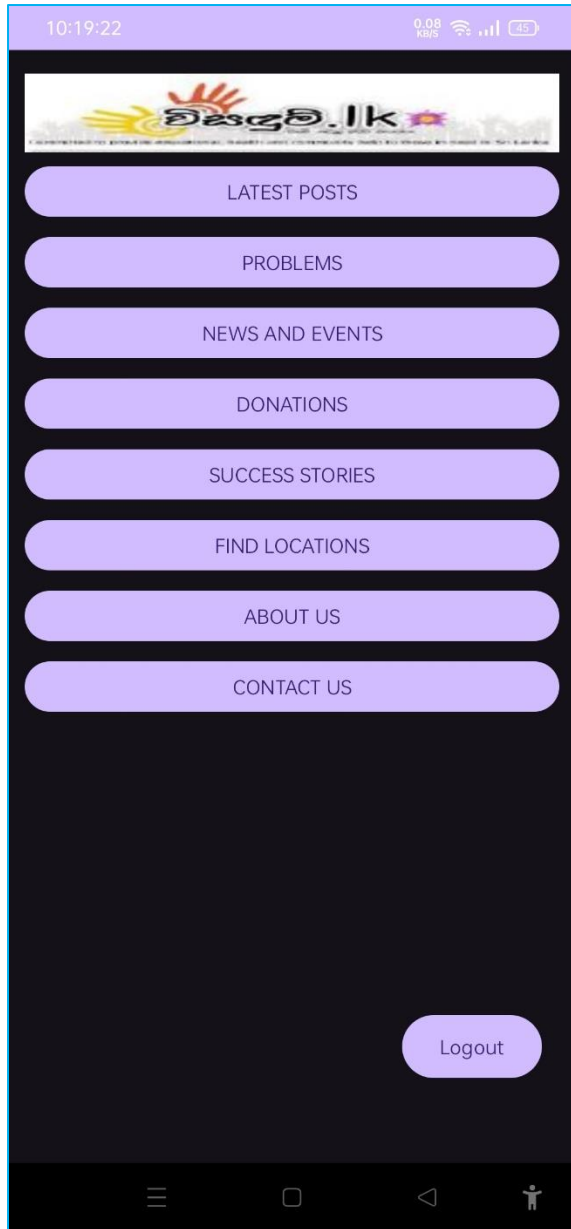 10:19:22
0.08
KB/S
45
විසඳුම්.lk
LATEST POSTS
PROBLEMS
NEWS AND EVENTS
DONATIONS
SUCCESS STORIES
FIND LOCATIONS
ABOUT US
CONTACT US
Logout